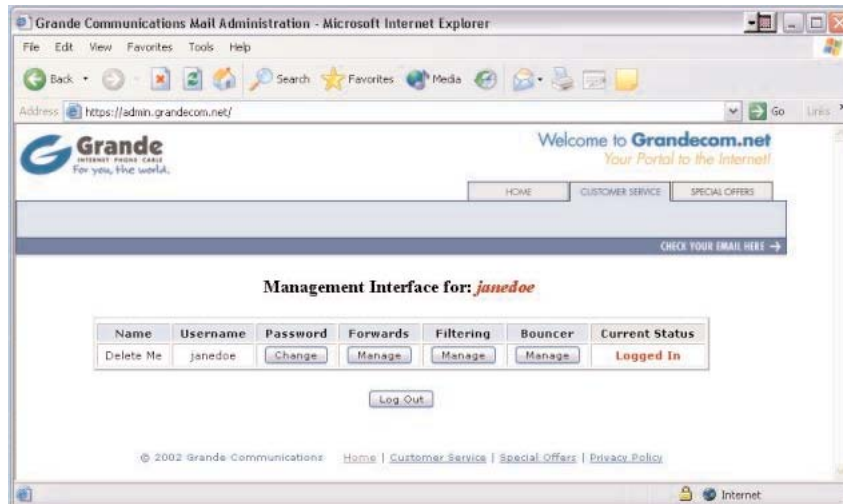 Grande Communications Mail Administration - Microsoft Internet Explorer
File Edit View Favorites Tools Help
Back Search Favorites Media
Address https://admin.grandecom.net/ Go Links
Grande
INTERNET PHONE CABLE
For you, the world.
Welcome to Grandecom.net
Your Portal to the Internet!
HOME CUSTOMER SERVICE SPECIAL OFFERS
CHECK YOUR EMAIL HERE →
Management Interface for: janedoe
Name Username Password Forwards Filtering Bouncer Current Status
Delete Me janedoe Change Manage Manage Manage Logged In
Log Out
© 2002 Grande Communications Home | Customer Service | Special Offers | Privacy Policy
Internet